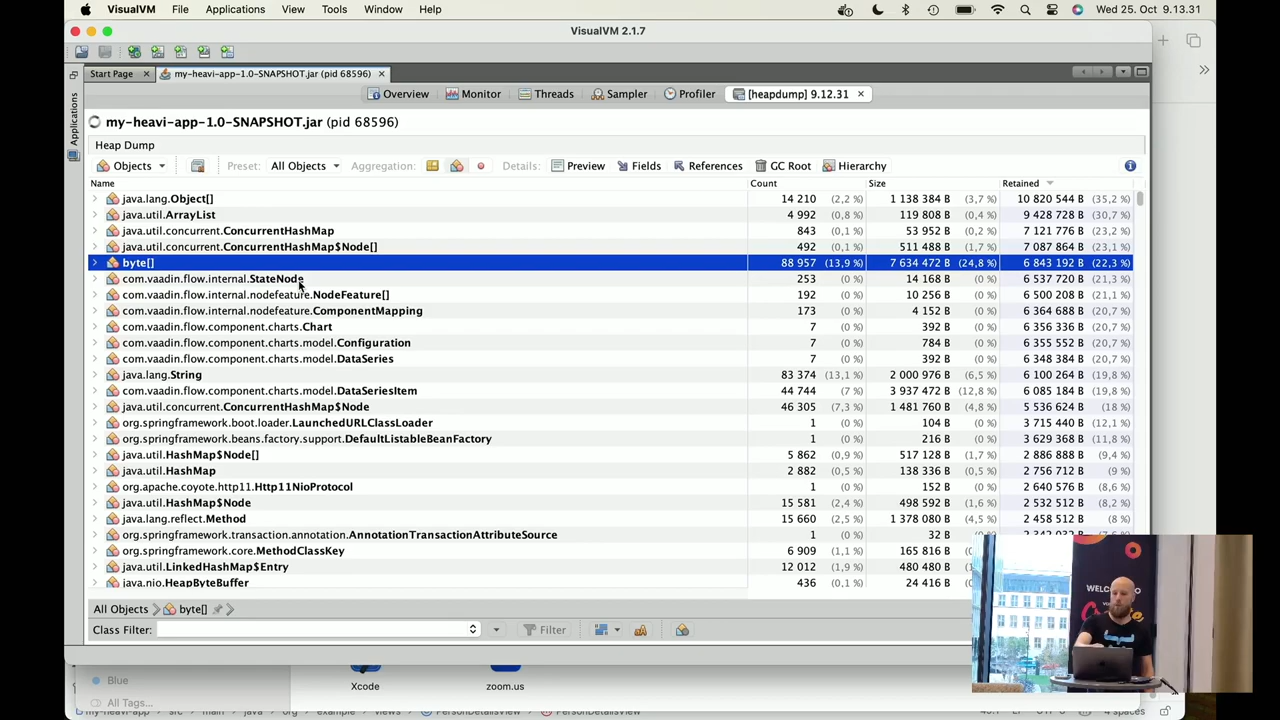 VisualVM File Applications View Tools Window Help Wed 25. Oct 9.13.31
VisualVM 2.1.7
Start Page my-heavi-app-1.0-SNAPSHOT.jar (pid 68596)
Applications
Overview Monitor Threads Sampler Profiler [heapdump] 9.12.31
my-heavi-app-1.0-SNAPSHOT.jar (pid 68596)
Heap Dump
Objects Preset: All Objects Aggregation: Details: Preview Fields References GC Root Hierarchy
Name Count Size Retained
java.lang.Object[] 14 210 (2,2 %) 1 138 384 B (3,7 %) 10 820 544 B (35,2 %)
java.util.ArrayList 4 992 (0,8 %) 119 808 B (0,4 %) 9 428 728 B (30,7 %)
java.util.concurrent.ConcurrentHashMap 843 (0,1 %) 53 952 B (0,2 %) 7 121 776 B (23,2 %)
java.util.concurrent.ConcurrentHashMap$Node[] 492 (0,1 %) 511 488 B (1,7 %) 7 087 864 B (23,1 %)
byte[] 88 957 (13,9 %) 7 634 472 B (24,8 %) 6 843 192 B (22,3 %)
com.vaadin.flow.internal.StateNode 253 (0 %) 14 168 B (0 %) 6 537 720 B (21,3 %)
com.vaadin.flow.internal.nodefeature.NodeFeature[] 192 (0 %) 10 256 B (0 %) 6 500 208 B (21,1 %)
com.vaadin.flow.internal.nodefeature.ComponentMapping 173 (0 %) 4 152 B (0 %) 6 364 688 B (20,7 %)
com.vaadin.flow.component.charts.Chart 7 (0 %) 392 B (0 %) 6 356 336 B (20,7 %)
com.vaadin.flow.component.charts.model.Configuration 7 (0 %) 784 B (0 %) 6 355 552 B (20,7 %)
com.vaadin.flow.component.charts.model.DataSeries 7 (0 %) 392 B (0 %) 6 348 384 B (20,7 %)
java.lang.String 83 374 (13,1 %) 2 000 976 B (6,5 %) 6 100 264 B (19,8 %)
com.vaadin.flow.component.charts.model.DataSeriesItem 44 744 (7 %) 3 937 472 B (12,8 %) 6 085 184 B (19,8 %)
java.util.concurrent.ConcurrentHashMap$Node 46 305 (7,3 %) 1 481 760 B (4,8 %) 5 536 624 B (18 %)
org.springframework.boot.loader.LaunchedURLClassLoader 1 (0 %) 104 B (0 %) 3 715 440 B (12,1 %)
org.springframework.beans.factory.support.DefaultListableBeanFactory 1 (0 %) 216 B (0 %) 3 629 368 B (11,8 %)
java.util.HashMap$Node[] 5 862 (0,9 %) 517 128 B (1,7 %) 2 886 888 B (9,4 %)
java.util.HashMap 2 882 (0,5 %) 138 336 B (0,4 %) 2 756 712 B (9 %)
org.apache.coyote.http11.Http11NioProtocol 1 (0 %) 152 B (0 %) 2 640 576 B (8,6 %)
java.util.HashMap$Node 15 581 (2,4 %) 498 592 B (1,6 %) 2 532 512 B (8,2 %)
java.lang.reflect.Method 15 660 (2,5 %) 1 378 080 B (4,5 %) 2 458 512 B (8 %)
org.springframework.transaction.annotation.AnnotationTransactionAttributeSource 1 (0 %) 32 B (0 %)
org.springframework.core.MethodClassKey 6 909 (1,1 %) 165 816 B (0,5 %)
java.util.LinkedHashMap$Entry 12 012 (1,9 %) 480 480 B
java.nio.HeapByteBuffer 436 (0,1 %) 24 416 B
WELCOME TO
All Objects byte[]
Class Filter: Filter
Blue
Xcode zoom.us
All Tags...
my-heavi-app src main java org example views PersonDetailsView PersonDetailsView 4 spaces